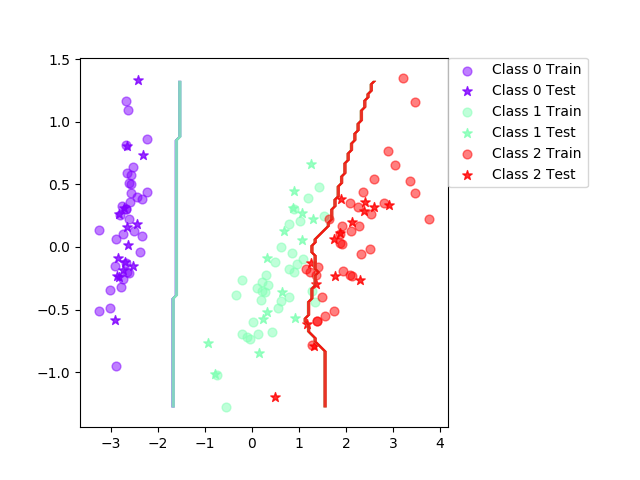 1.5
1.0
0.5
0.0
−0.5
−1.0
−3
−2
−1
0
1
2
3
4
Class 0 Train
Class 0 Test
Class 1 Train
Class 1 Test
Class 2 Train
Class 2 Test